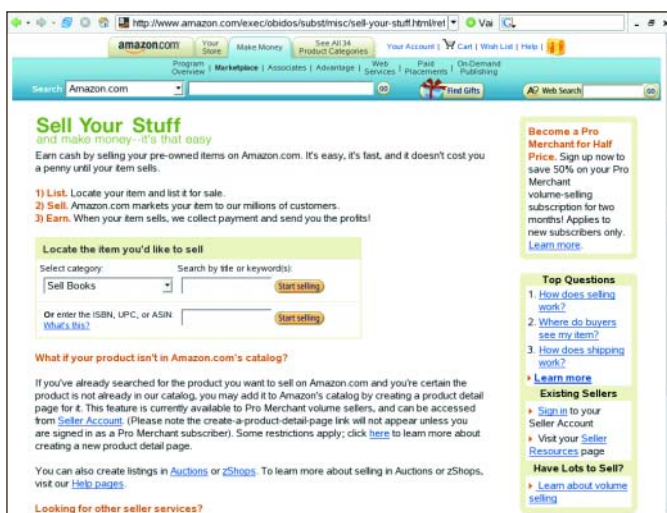 http://www.amazon.com/exec/obidos/subst/misc/sell-your-stuff.html/ref
Vai
amazon.com
Your Store
Make Money
See All 34 Product Categories
Your Account | Cart | Wish List | Help |
Program Overview | Marketplace | Associates | Advantage | Web Services | Paid Placements | On-Demand Publishing
Search Amazon.com GO Find Gifts A9 Web Search GO
Sell Your Stuff
and make money--it's that easy
Earn cash by selling your pre-owned items on Amazon.com. It's easy, it's fast, and it doesn't cost you
a penny until your item sells.
1) List. Locate your item and list it for sale.
2) Sell. Amazon.com markets your item to our millions of customers.
3) Earn. When your item sells, we collect payment and send you the profits!
Locate the item you'd like to sell
Select category: Search by title or keyword(s):
Sell Books Start selling
Or enter the ISBN, UPC, or ASIN: Start selling
What's this?
What if your product isn't in Amazon.com's catalog?
If you've already searched for the product you want to sell on Amazon.com and you're certain the
product is not already in our catalog, you may add it to Amazon's catalog by creating a product detail
page for it. This feature is currently available to Pro Merchant volume sellers, and can be accessed
from Seller Account. (Please note the create-a-product-detail-page link will not appear unless you
are signed in as a Pro Merchant subscriber). Some restrictions apply; click here to learn more about
creating a new product detail page.
You can also create listings in Auctions or zShops. To learn more about selling in Auctions or zShops,
visit our Help pages.
Looking for other seller services?
Become a Pro
Merchant for Half
Price. Sign up now to
save 50% on your Pro
Merchant
volume-selling
subscription for two
months! Applies to
new subscribers only.
Learn more.
Top Questions
1. How does selling
work?
2. Where do buyers
see my item?
3. How does shipping
work?
Learn more
Existing Sellers
Sign in to your
Seller Account
Visit your Seller
Resources page
Have Lots to Sell?
Learn about volume
selling